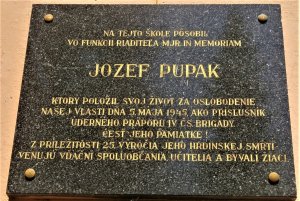 NA TEJTO ŠKOLE PÔSOBIL
VO FUNKCII RIADITEĽA MJR. IN MEMORIAM
JOZEF PUPAK
KTORÝ POLOŽIL SVOJ ŽIVOT ZA OSLOBODENIE
NAŠEJ VLASTI DŇA 5. MÁJA 1945, AKO PRÍSLUŠNÍK
ÚDERNÉHO PRÁPORU IV. ČS. BRIGÁDY.
ČESŤ JEHO PAMIATKE!
Z PRÍLEŽITOSTI 25. VÝROČIA JEHO HRDINSKEJ SMRTI
VENUJÚ VĎAČNÍ SPOLUOBČANIA, UČITELIA A BÝVALÍ ŽIACI.